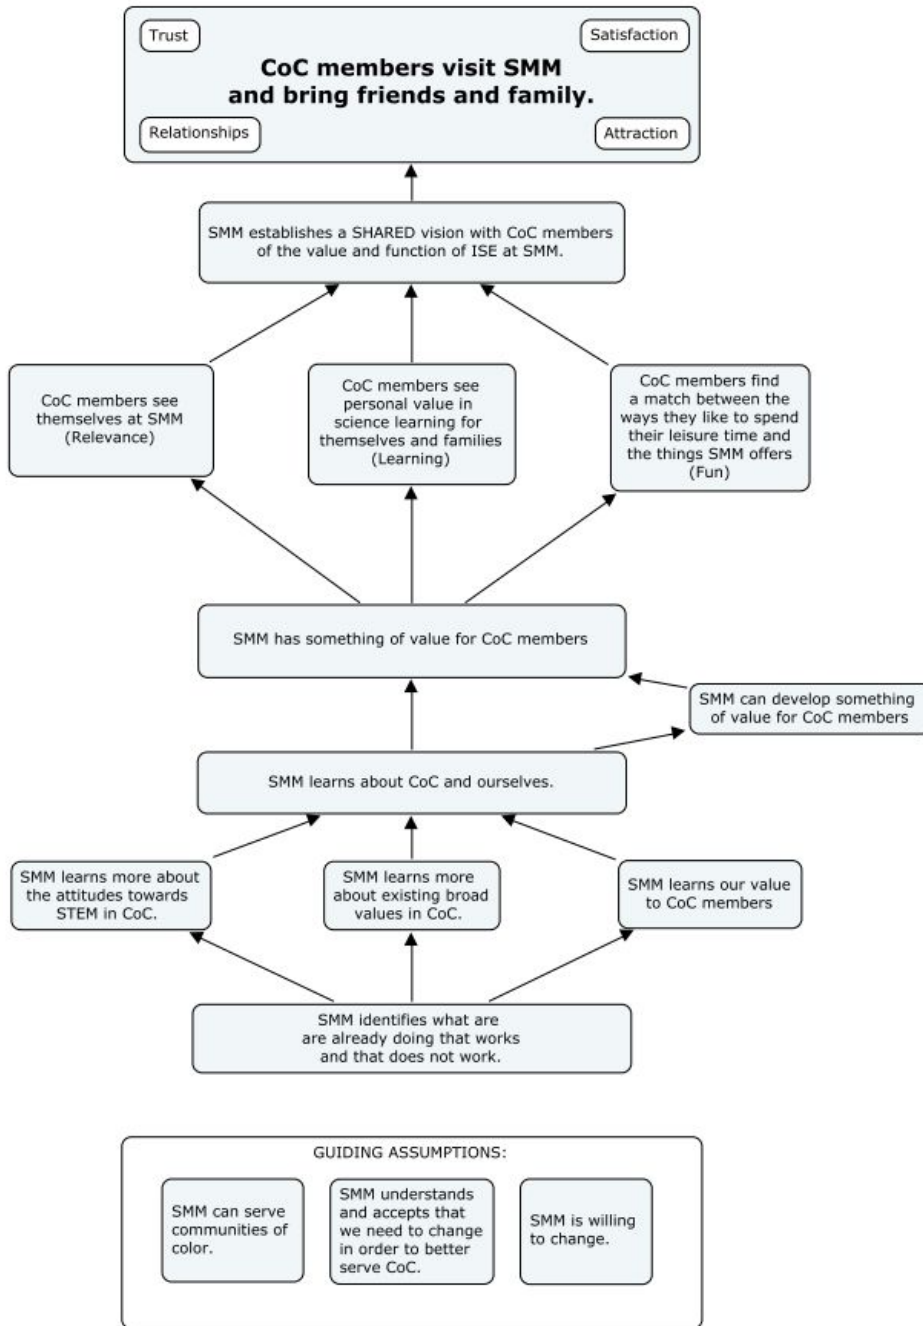 Trust
Satisfaction
CoC members visit SMM
and bring friends and family.
Relationships
Attraction
SMM establishes a SHARED vision with CoC members
of the value and function of ISE at SMM.
CoC members see
themselves at SMM
(Relevance)
CoC members see
personal value in
science learning for
themselves and families
(Learning)
CoC members find
a match between the
ways they like to spend
their leisure time and
the things SMM offers
(Fun)
SMM has something of value for CoC members
SMM can develop something
of value for CoC members
SMM learns about CoC and ourselves.
SMM learns more about
the attitudes towards
STEM in CoC.
SMM learns more
about existing broad
values in CoC.
SMM learns our value
to CoC members
SMM identifies what are
are already doing that works
and that does not work.
GUIDING ASSUMPTIONS:
SMM can serve
communities of
color.
SMM understands
and accepts that
we need to change
in order to better
serve CoC.
SMM is willing
to change.